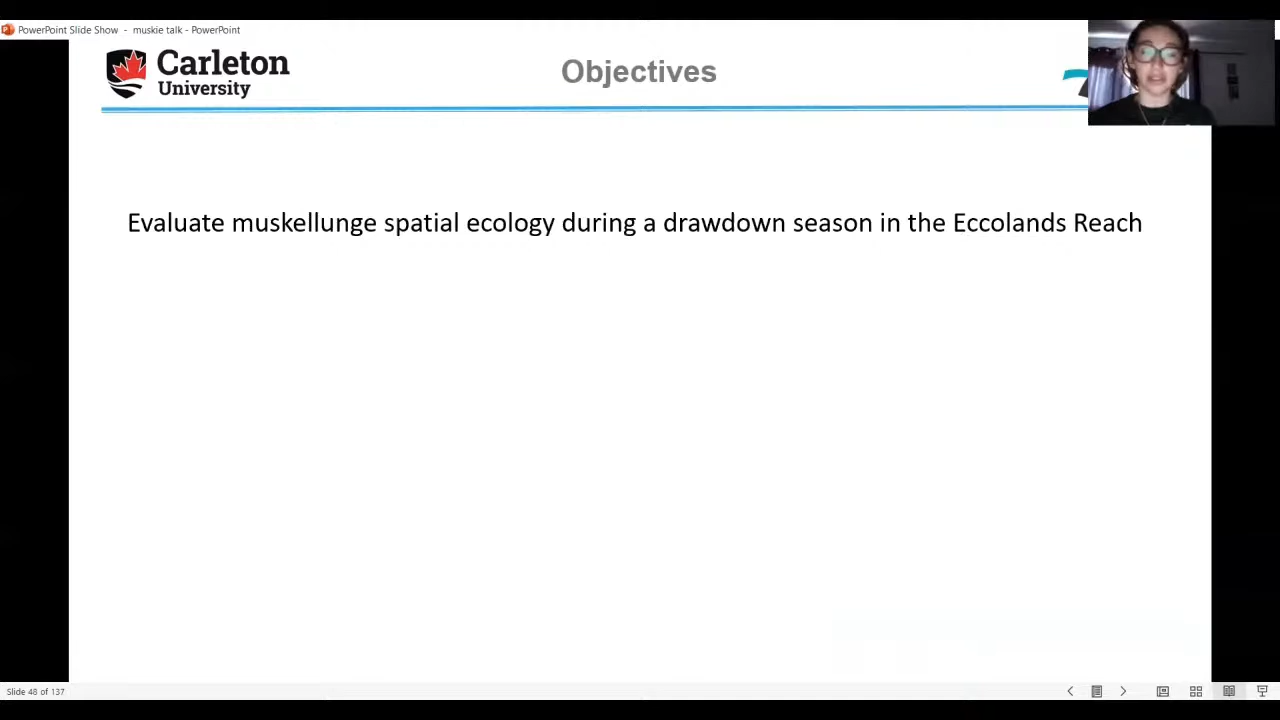 PowerPoint Slide Show - muskie talk - PowerPoint
Carleton
University
Objectives
Evaluate muskellunge spatial ecology during a drawdown season in the Eccolands Reach
Slide 48 of 137